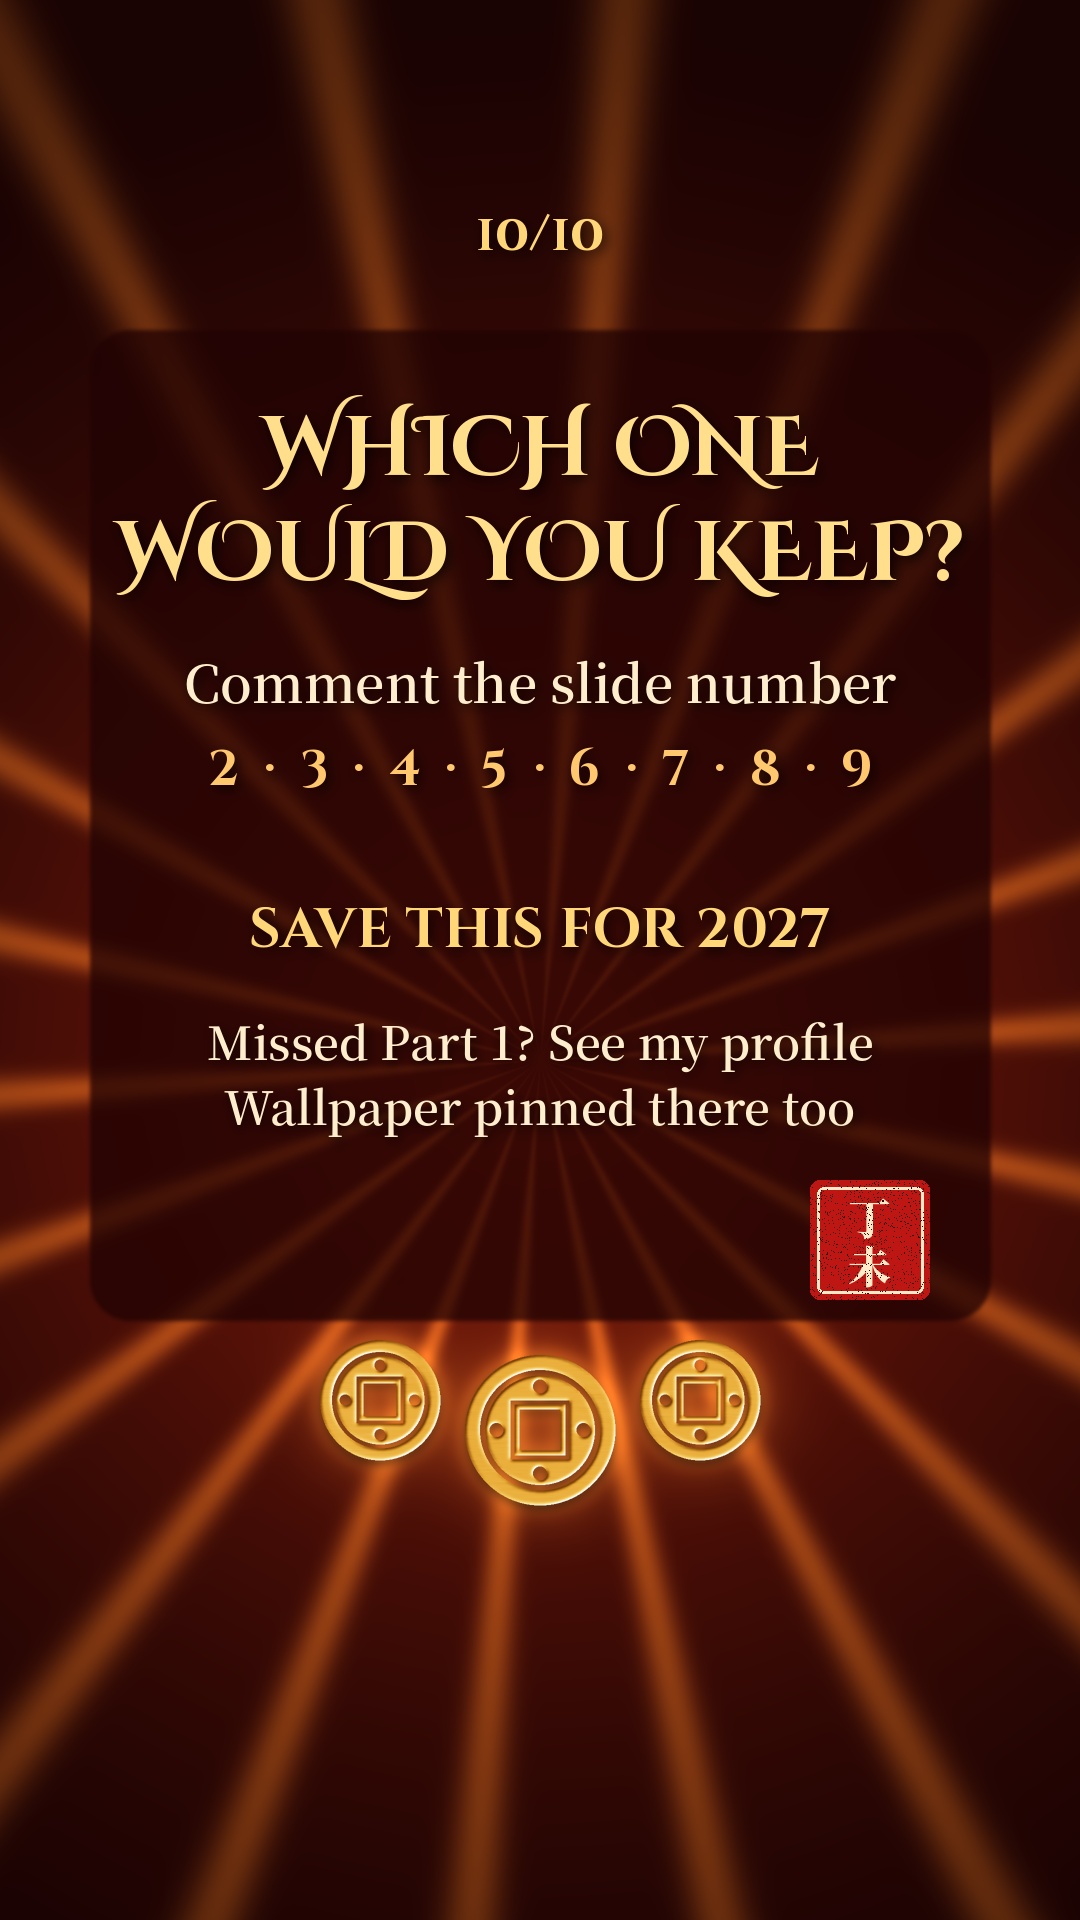 10/10
WHICH ONE
WOULD YOU KEEP?
Comment the slide number
2 · 3 · 4 · 5 · 6 · 7 · 8 · 9
SAVE THIS FOR 2027
Missed Part 1? See my profile
Wallpaper pinned there too
丁
未